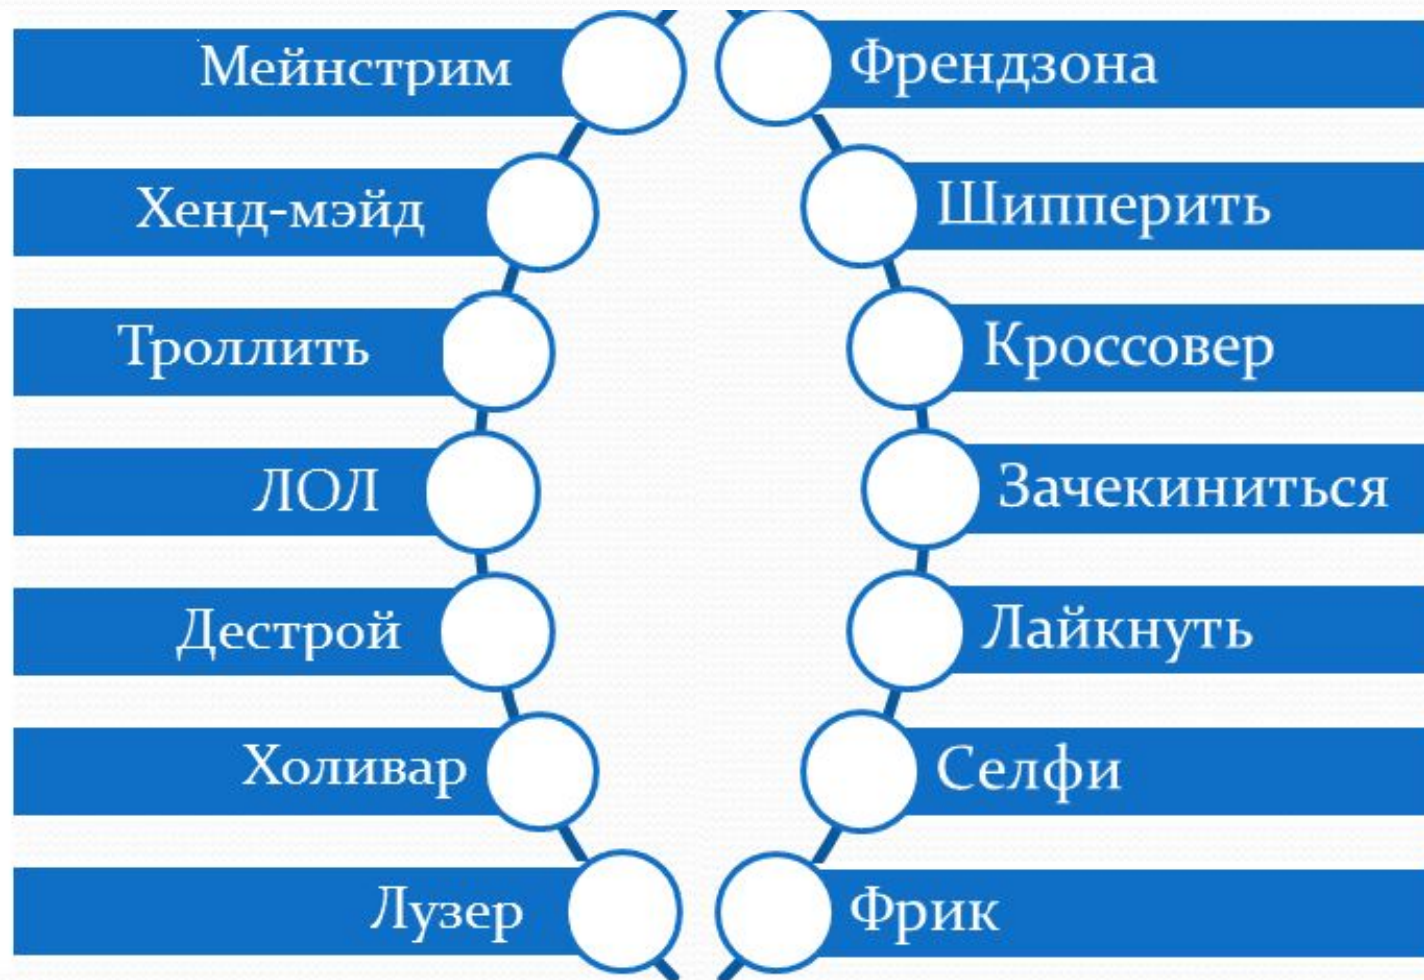 Мейнстрим
Хенд-мэйд
Троллить
ЛОЛ
Дестрой
Холивар
Лузер
Френдзона
Шипперить
Кроссовер
Зачекиниться
Лайкнуть
Селфи
Фрик